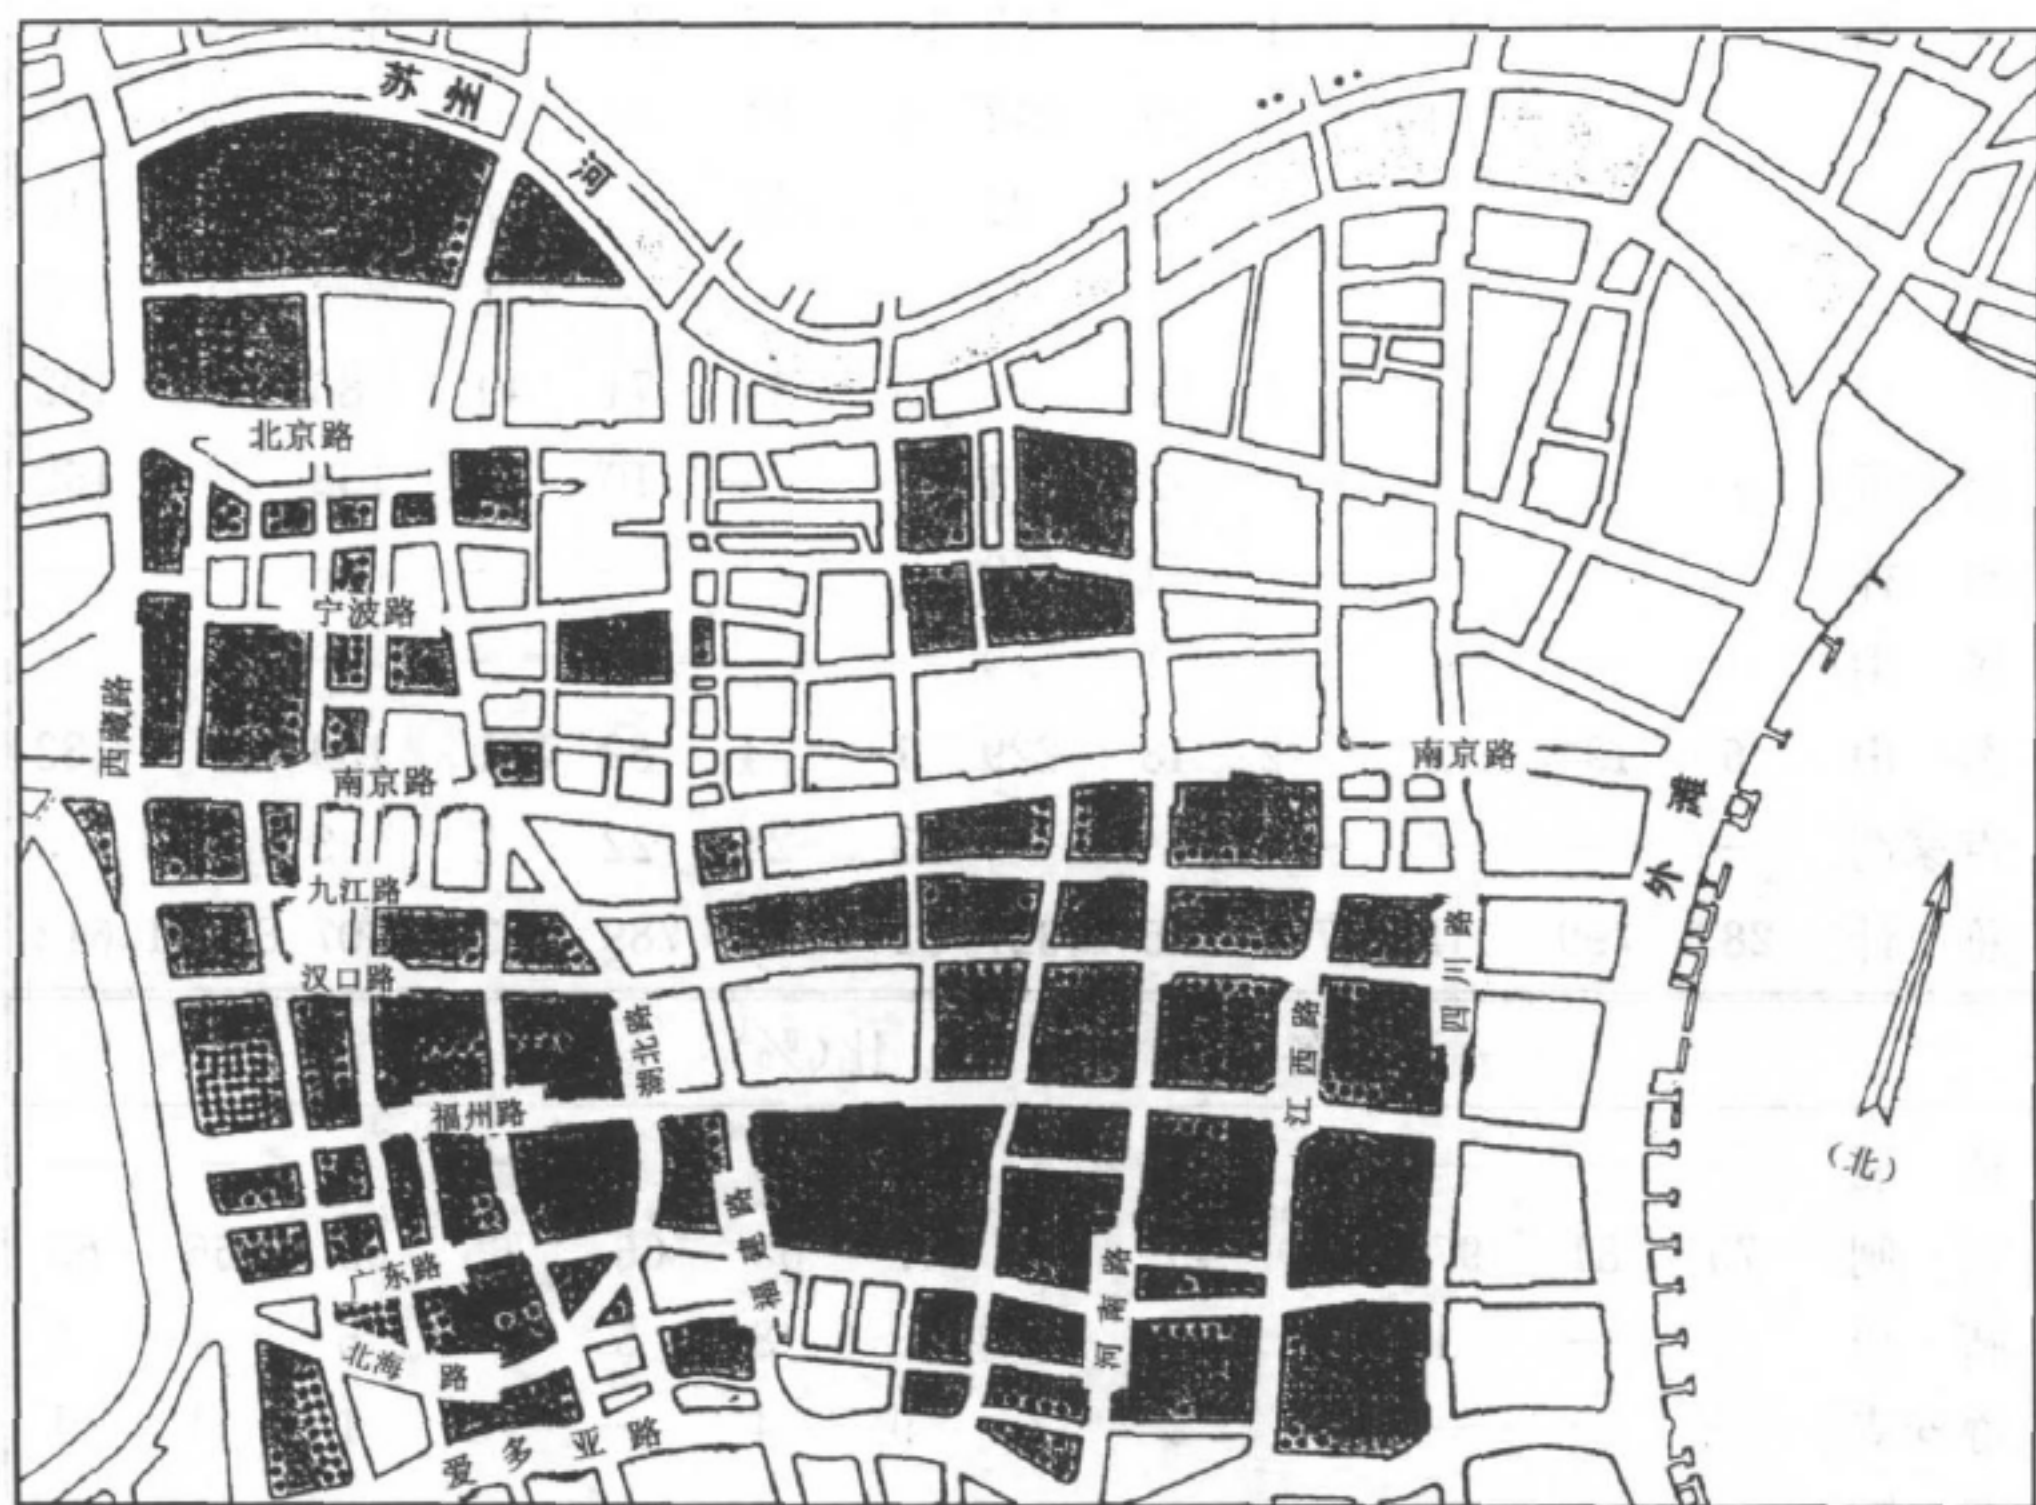 苏州
河
北京路
宁波路
西藏路
南京路
南京路
外滩
九江路
四川路
汉口路
湖北路
江西路
福州路
(北)
福建路
河南路
广东路
北海路
爱多亚路